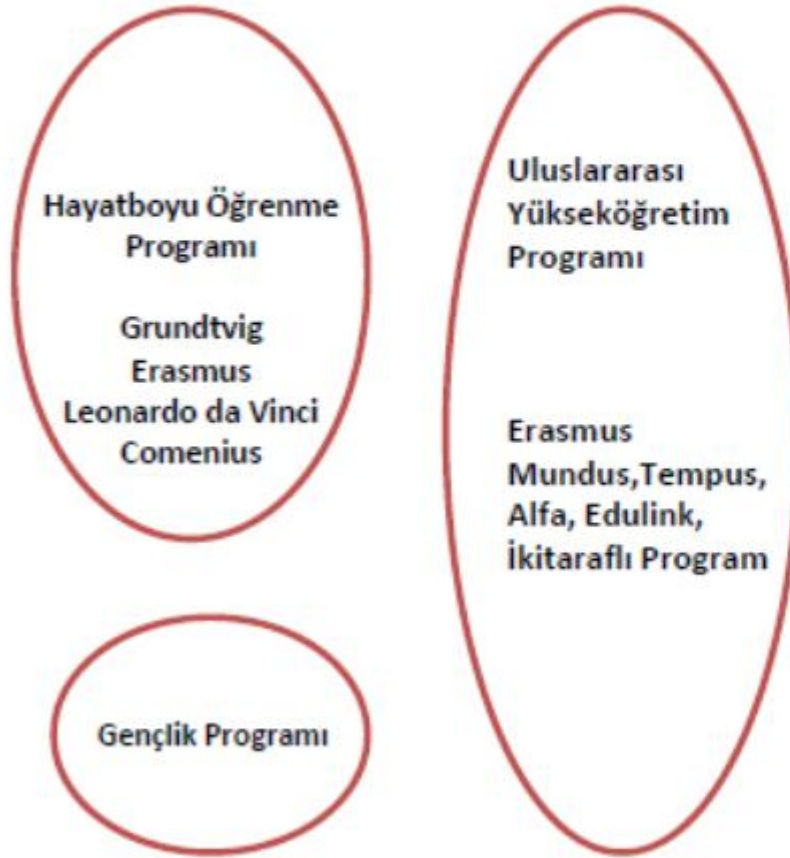 Hayatboyu Öğrenme
Programı
Grundtvig
Erasmus
Leonardo da Vinci
Comenius
Gençlik Programı
Uluslararası
Yükseköğretim
Programı
Erasmus
Mundus,Tempus,
Alfa, Edulink,
İkitaraflı Program